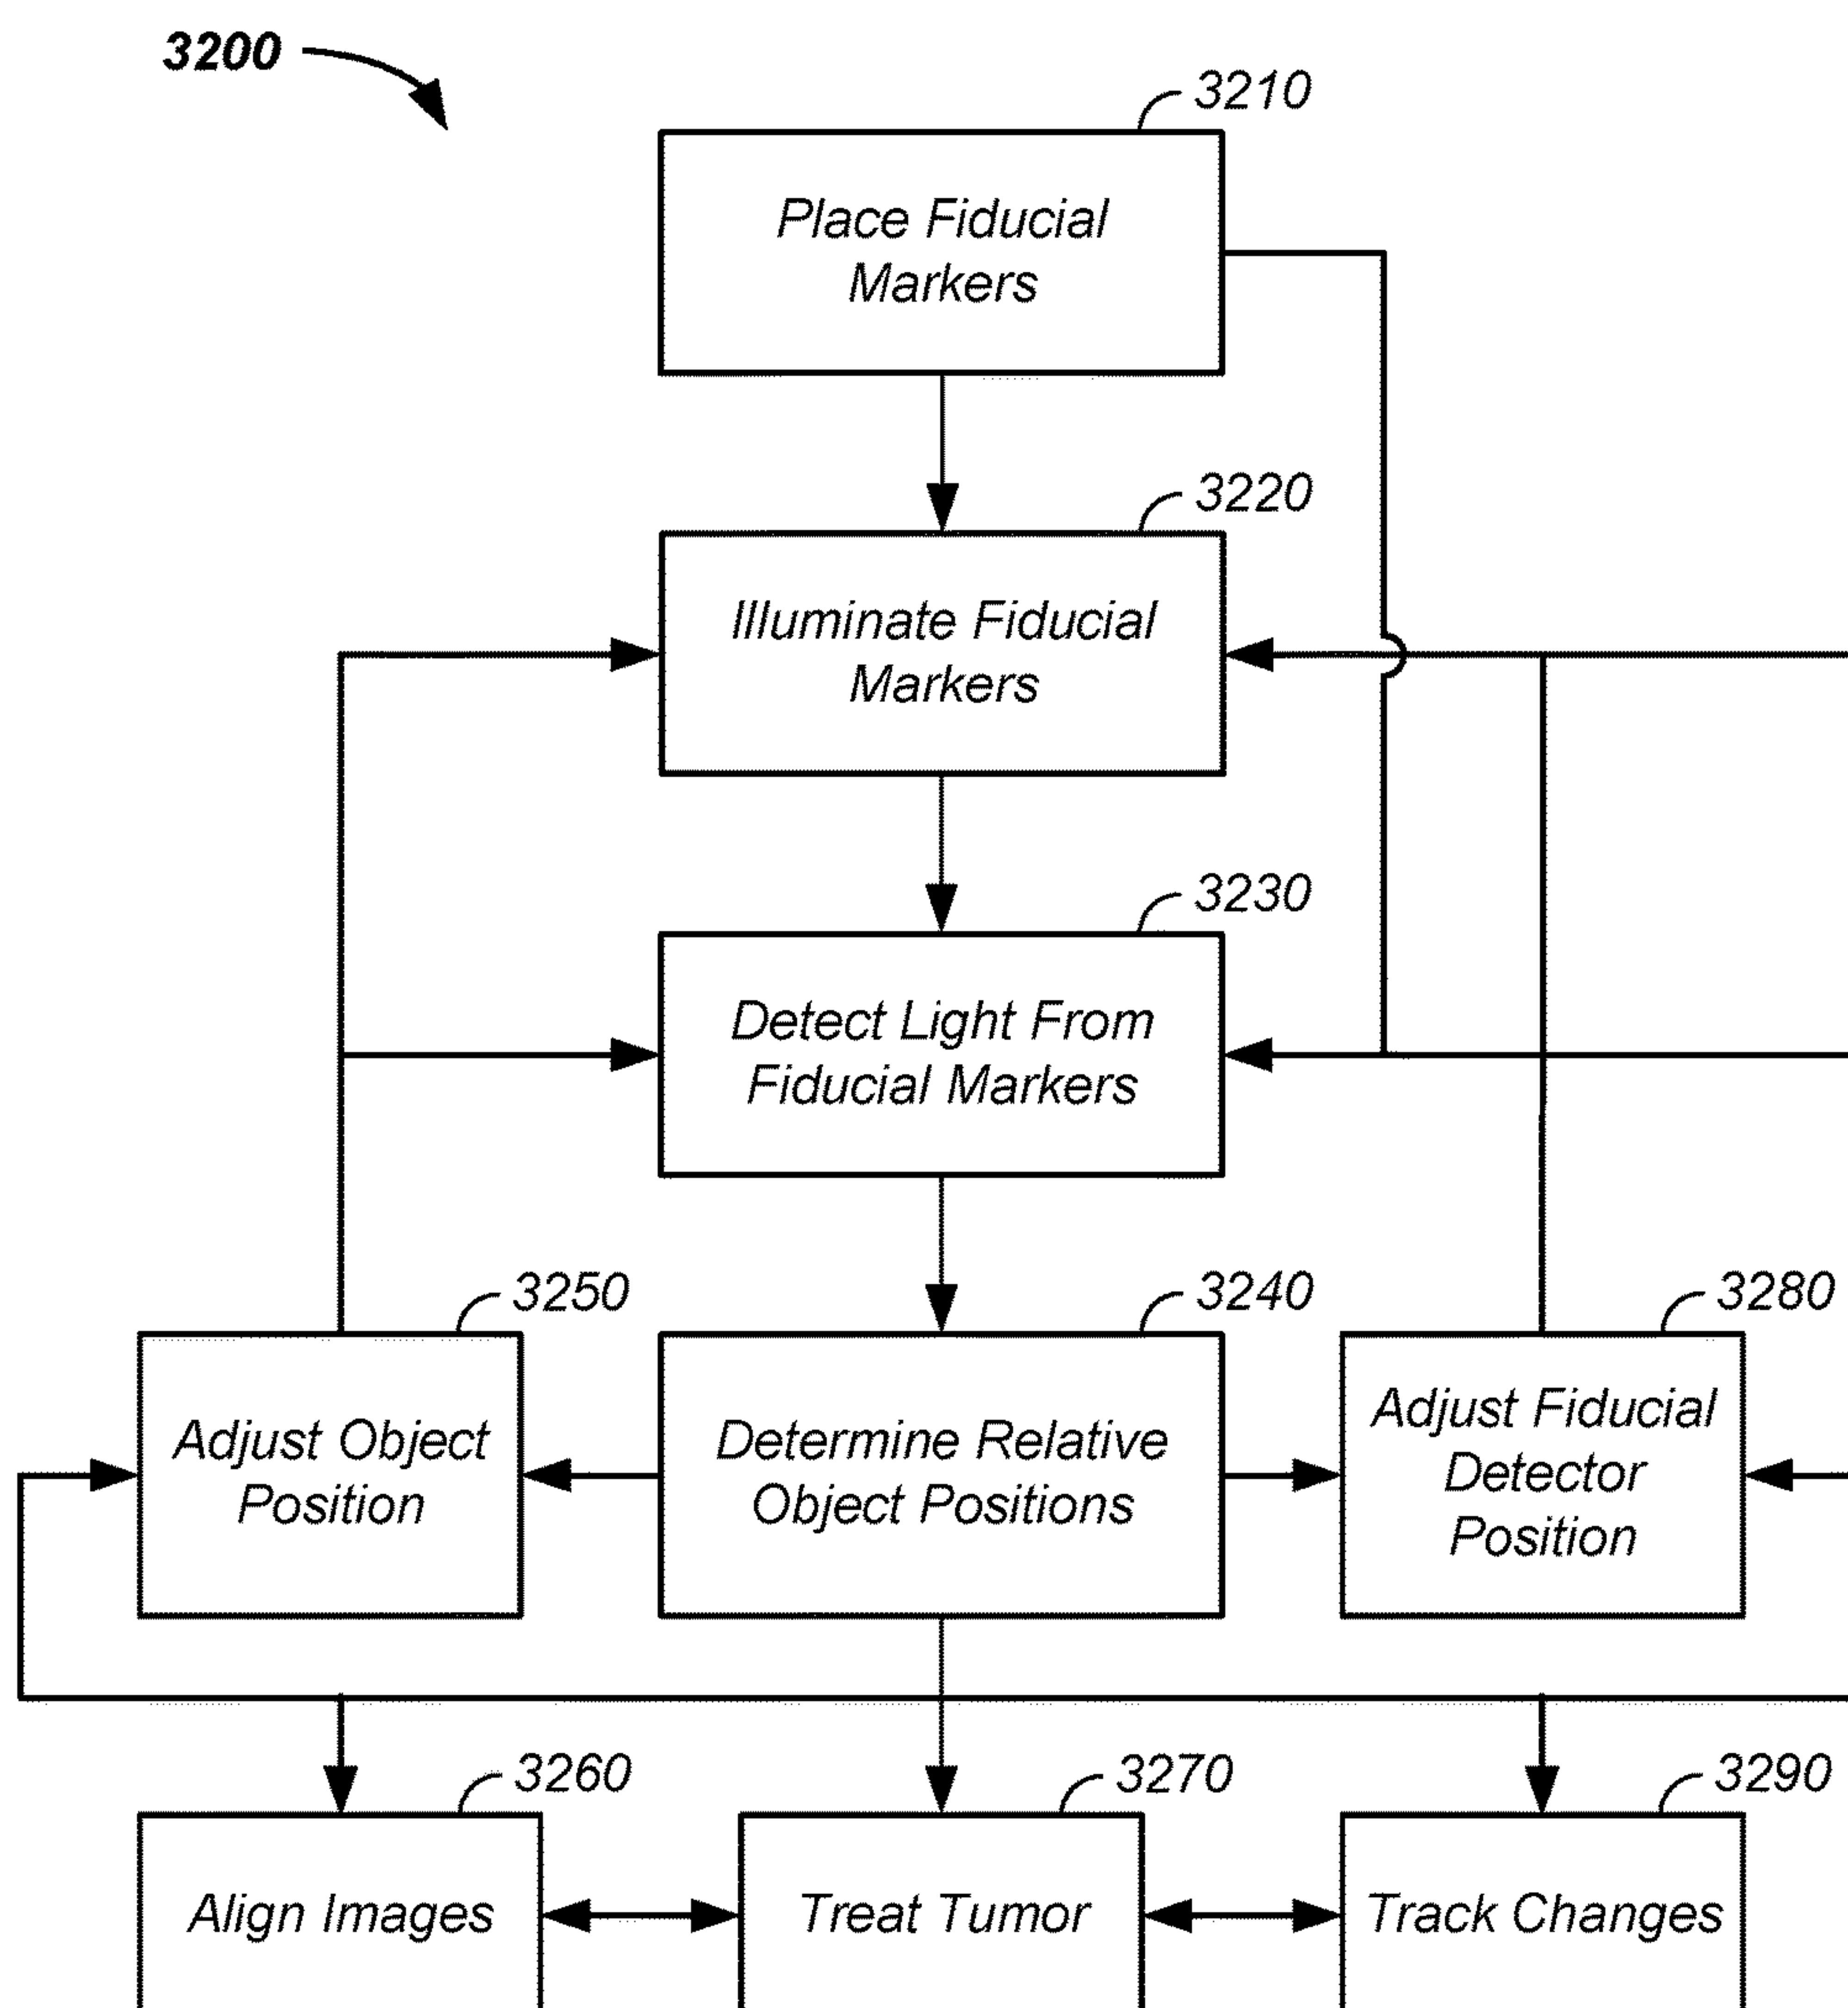 3200
3210
Place Fiducial
Markers
3220
Illuminate Fiducial
Markers
3230
Detect Light From
Fiducial Markers
3250
3240
3280
Adjust Object
Position
Determine Relative
Object Positions
Adjust Fiducial
Detector
Position
3260
3270
3290
Align Images
Treat Tumor
Track Changes